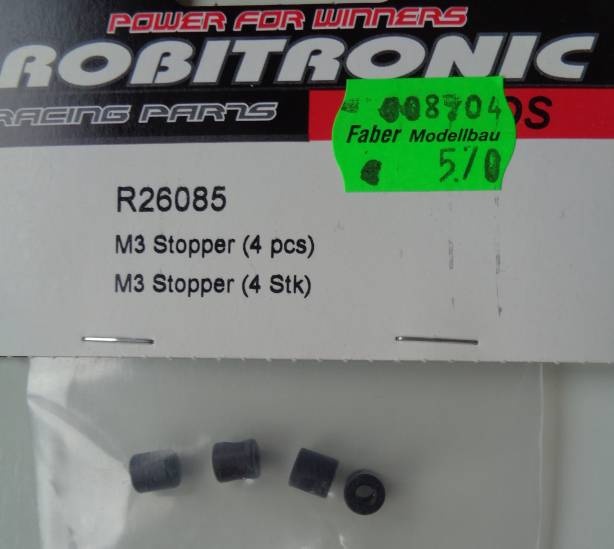 POWER FOR WINNERS
ROBITRONIC
RACING PARTS
008704
Faber Modellbau
5,70
R26085
M3 Stopper (4 pcs)
M3 Stopper (4 Stk)